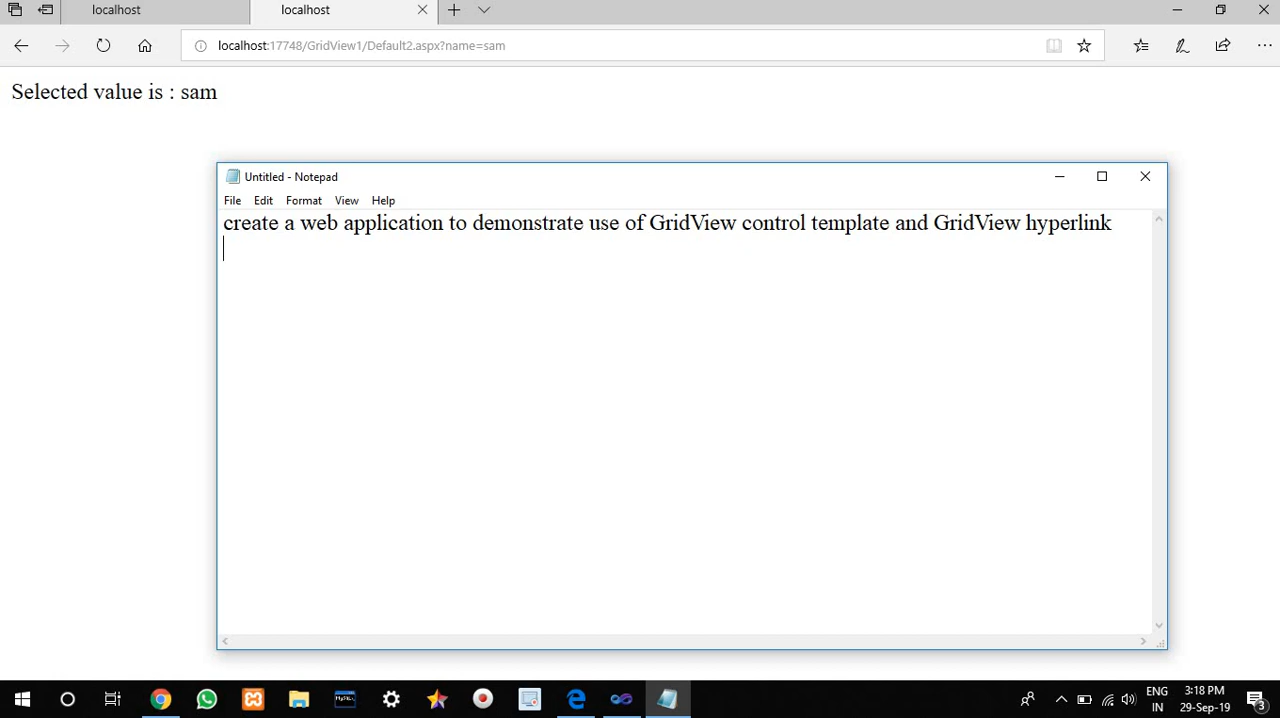 localhost
localhost
localhost:17748/GridView1/Default2.aspx?name=sam
Selected value is : sam
Untitled - Notepad
File Edit Format View Help
create a web application to demonstrate use of GridView control template and GridView hyperlink
ENG 3:18 PM
IN 29-Sep-19
3